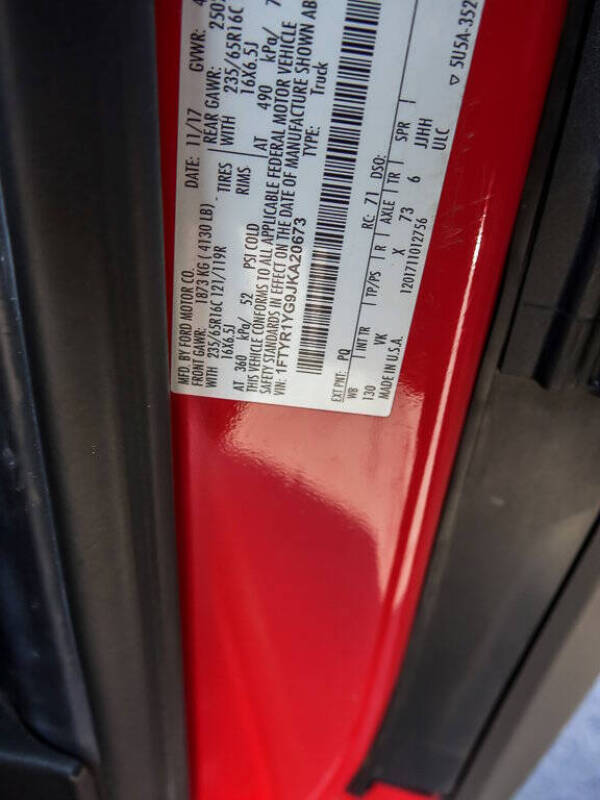 MFD. BY FORD MOTOR CO.
DATE: 11/17 GVWR:
FRONT GAWR: 1873 KG ( 4130 LB) REAR GAWR:
WITH 235/65R16C 121/119R TIRES WITH 235/65R16C
16X6.5J RIMS 16X6.5J
AT 360 kPa/ 52 PSI COLD AT 490 kPa/
THIS VEHICLE CONFORMS TO ALL APPLICABLE FEDERAL MOTOR VEHICLE
SAFETY STANDARDS IN EFFECT ON THE DATE OF MANUFACTURE SHOWN
VIN: 1FTYR1YG9JKA20673 TYPE: Truck
EXT PNT: PQ RC: 71 DSO:
WB INT TR TP/PS R AXLE TR SPR
130 VK X 73 6 JJHH
MADE IN U.S.A. 1201711012756 ULC
▽ 5U5A-352